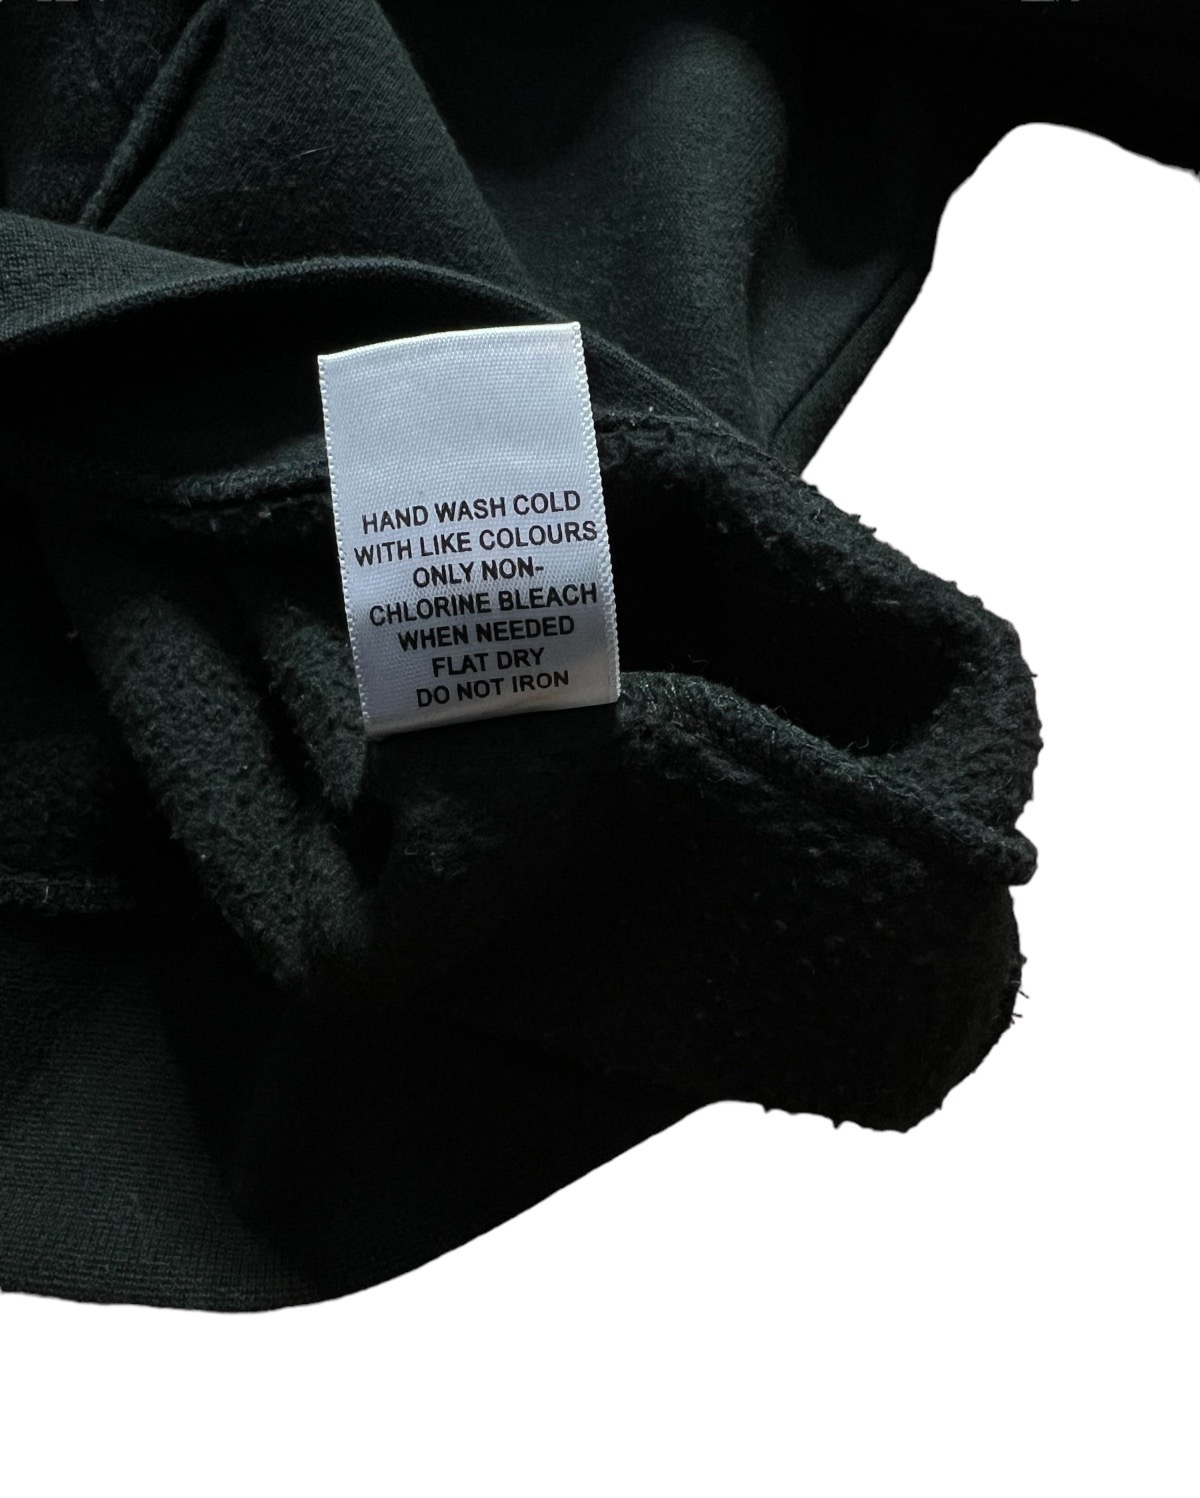 HAND WASH COLD
WITH LIKE COLOURS
ONLY NON-
CHLORINE BLEACH
WHEN NEEDED
FLAT DRY
DO NOT IRON